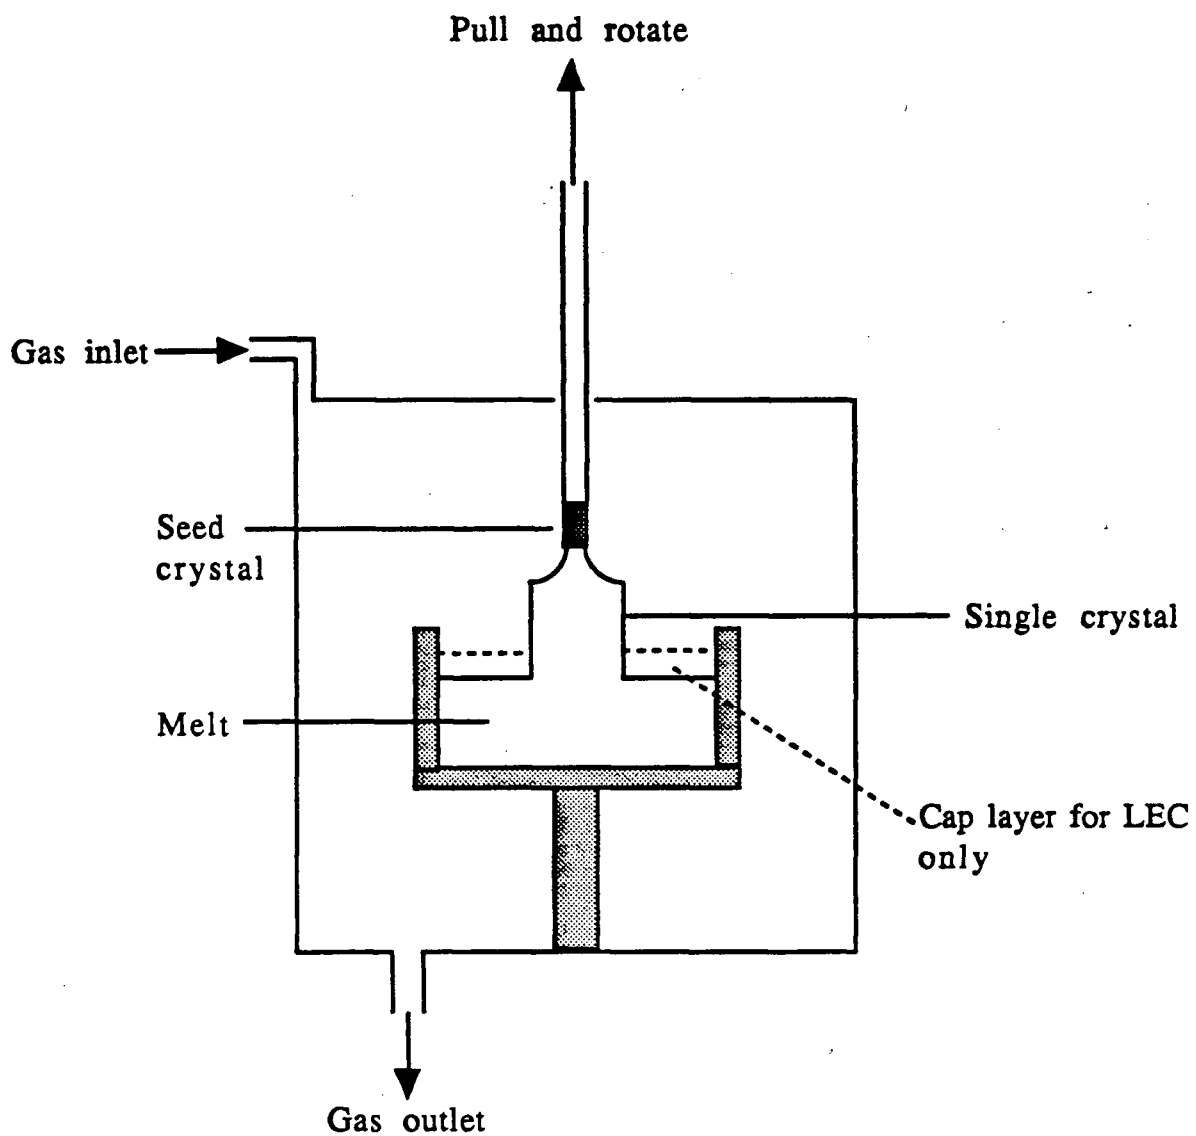 Pull and rotate
Gas inlet
Seed
crystal
Single crystal
Melt
Cap layer for LEC
only
Gas outlet